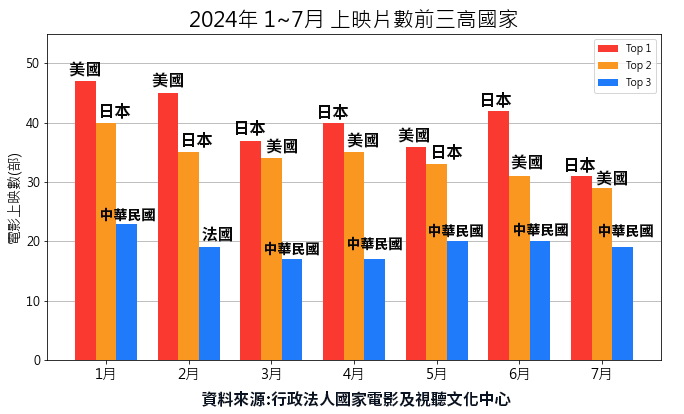 2024年 1~7月 上映片數前三高國家
電影上映數(部)
50
40
30
20
10
0
Top 1
Top 2
Top 3
美國
日本
中華民國
美國
日本
法國
日本
美國
中華民國
日本
美國
中華民國
美國
日本
中華民國
日本
美國
中華民國
日本
美國
中華民國
1月 2月 3月 4月 5月 6月 7月
資料來源:行政法人國家電影及視聽文化中心